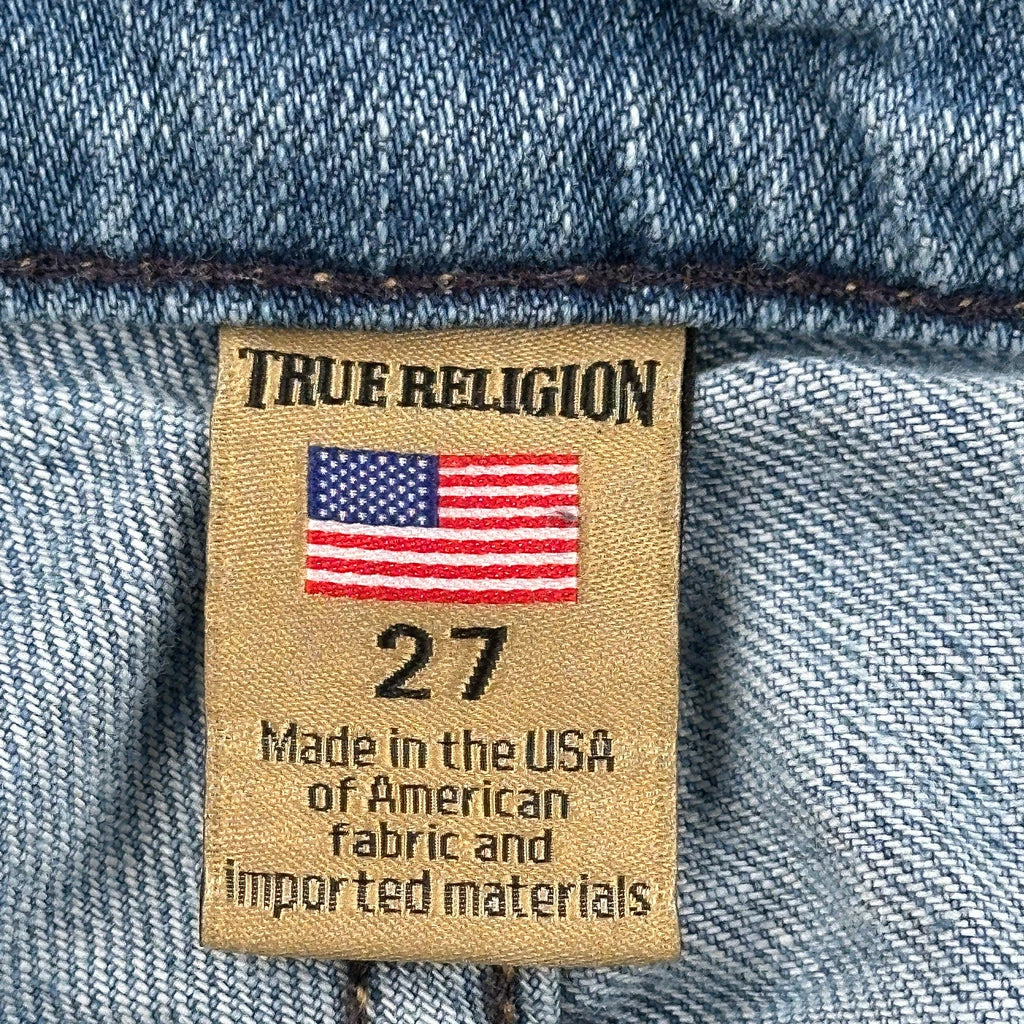 TRUE RELIGION
27
Made in the USA
of American
fabric and
imported materials